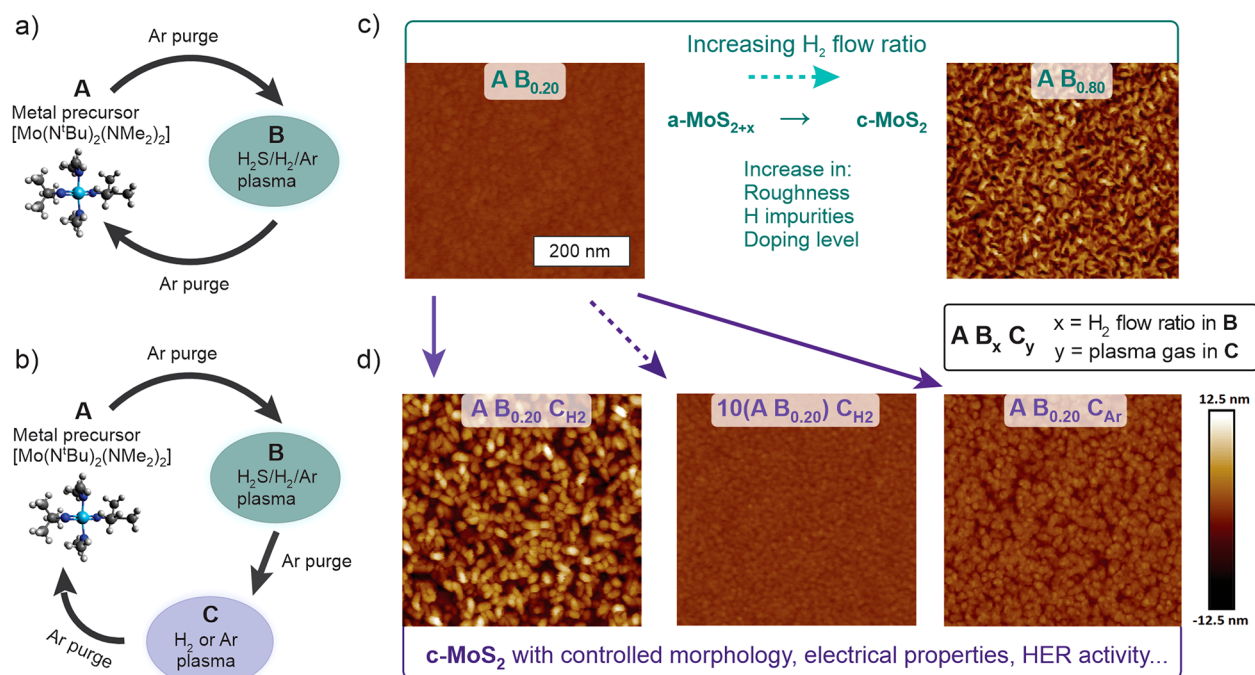 a)
Ar purge
A
Metal precursor
[Mo(NᵗBu)₂(NMe₂)₂]
B
H₂S/H₂/Ar
plasma
Ar purge
b)
Ar purge
A
Metal precursor
[Mo(NᵗBu)₂(NMe₂)₂]
B
H₂S/H₂/Ar
plasma
Ar purge
C
H₂ or Ar
plasma
Ar purge
c)
Increasing H₂ flow ratio
A B₀.₂₀
200 nm
a-MoS₂₊ₓ → c-MoS₂
Increase in:
Roughness
H impurities
Doping level
A B₀.₈₀
A Bₓ Cᵧ
x = H₂ flow ratio in B
y = plasma gas in C
d)
A B₀.₂₀ C_H2
10(A B₀.₂₀) C_H2
A B₀.₂₀ C_Ar
12.5 nm
-12.5 nm
c-MoS₂ with controlled morphology, electrical properties, HER activity...